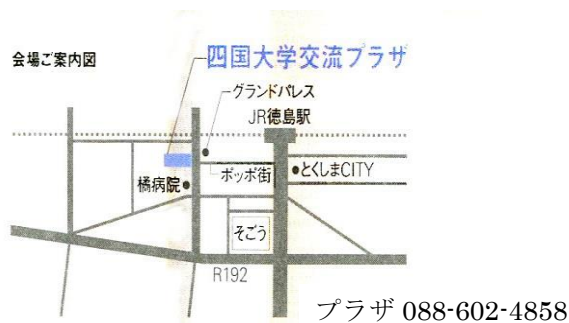 会場ご案内図
四国大学交流プラザ
グランドパレス
JR徳島駅
橘病院
ポッポ街
とくしまCITY
そごう
R192
プラザ 088-602-4858